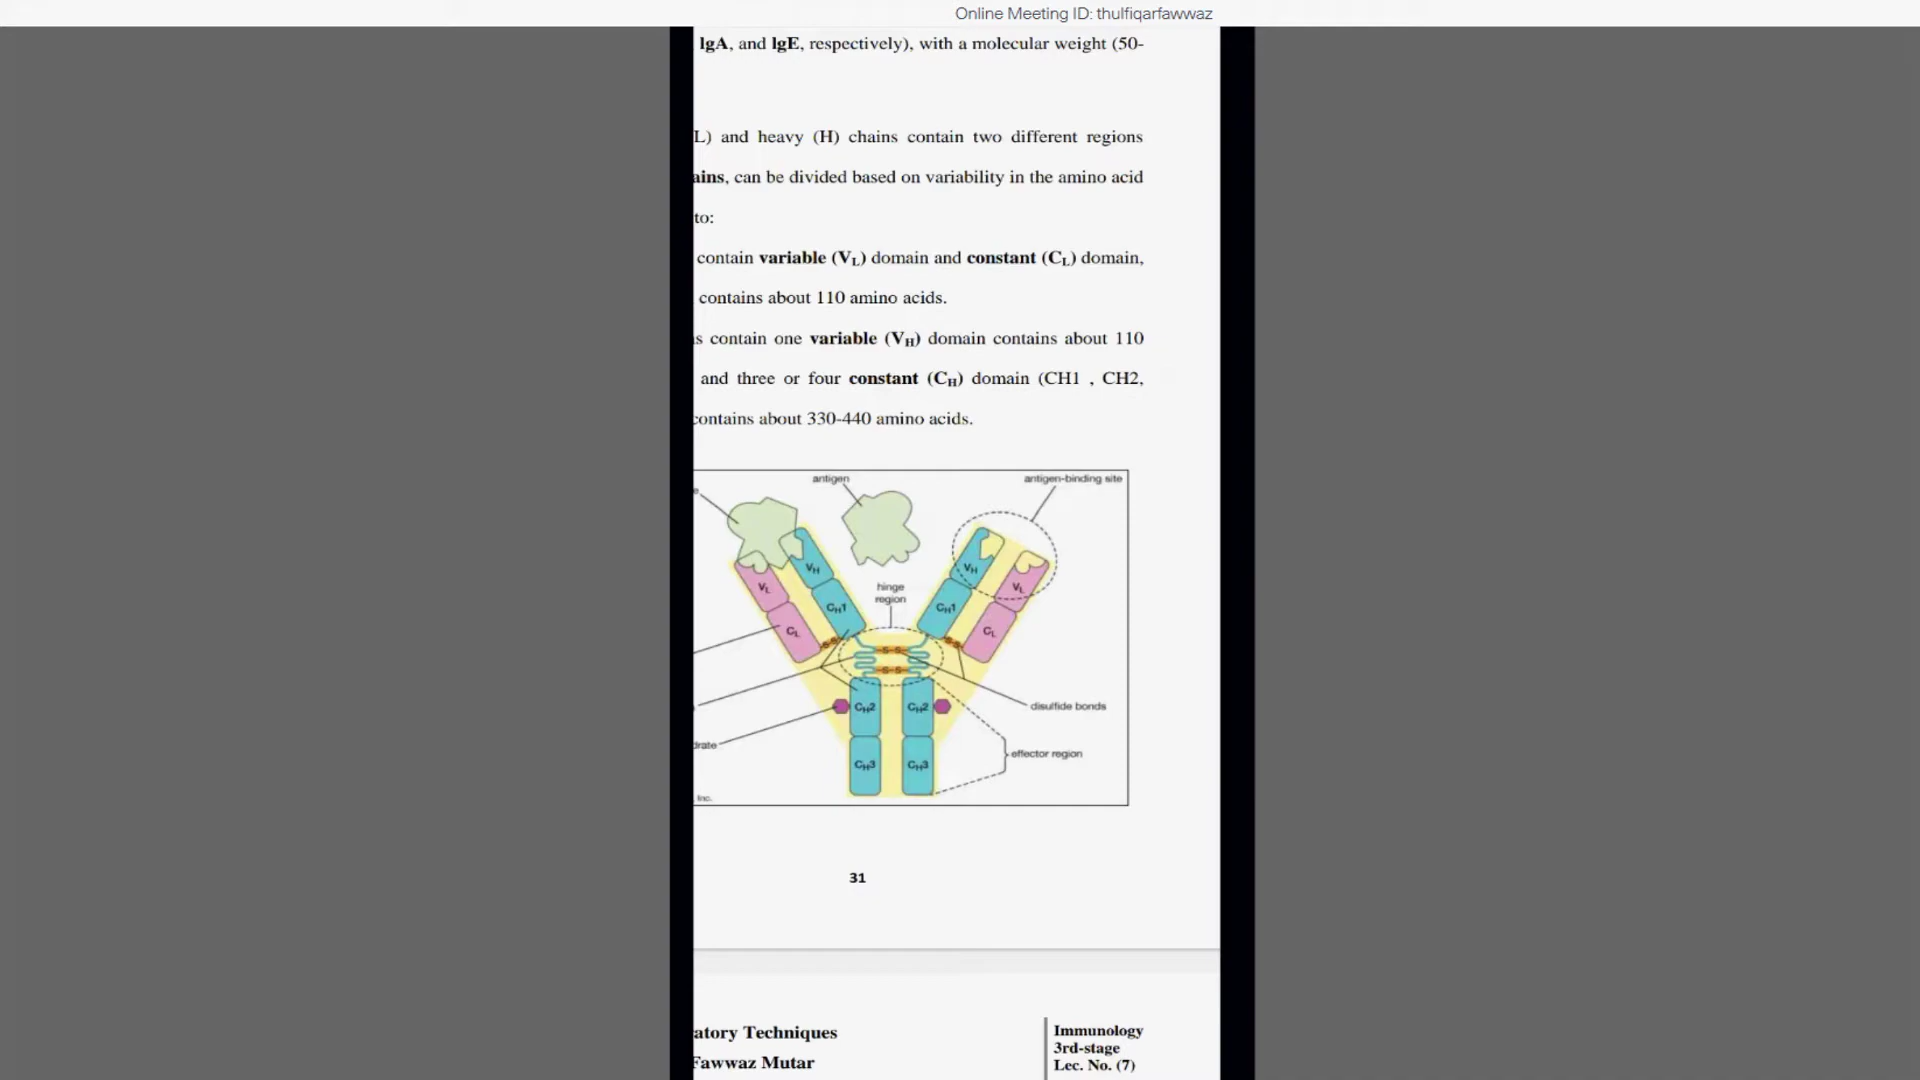 Online Meeting ID: thulfiqarfawwaz
IgA, and IgE, respectively), with a molecular weight (50-
L) and heavy (H) chains contain two different regions
ains, can be divided based on variability in the amino acid
to:
contain variable (VL) domain and constant (CL) domain,
contains about 110 amino acids.
s contain one variable (VH) domain contains about 110
and three or four constant (CH) domain (CH1 , CH2,
contains about 330-440 amino acids.
antigen
antigen-binding site
e
VH
VH
VL
VL
hinge
region
CH1
CH1
CL
CL
S-S
S-S
S-S
S-S
CH2
CH2
disulfide bonds
drate
effector region
CH3
CH3
Inc.
31
atory Techniques
Fawwaz Mutar
Immunology
3rd-stage
Lec. No. (7)